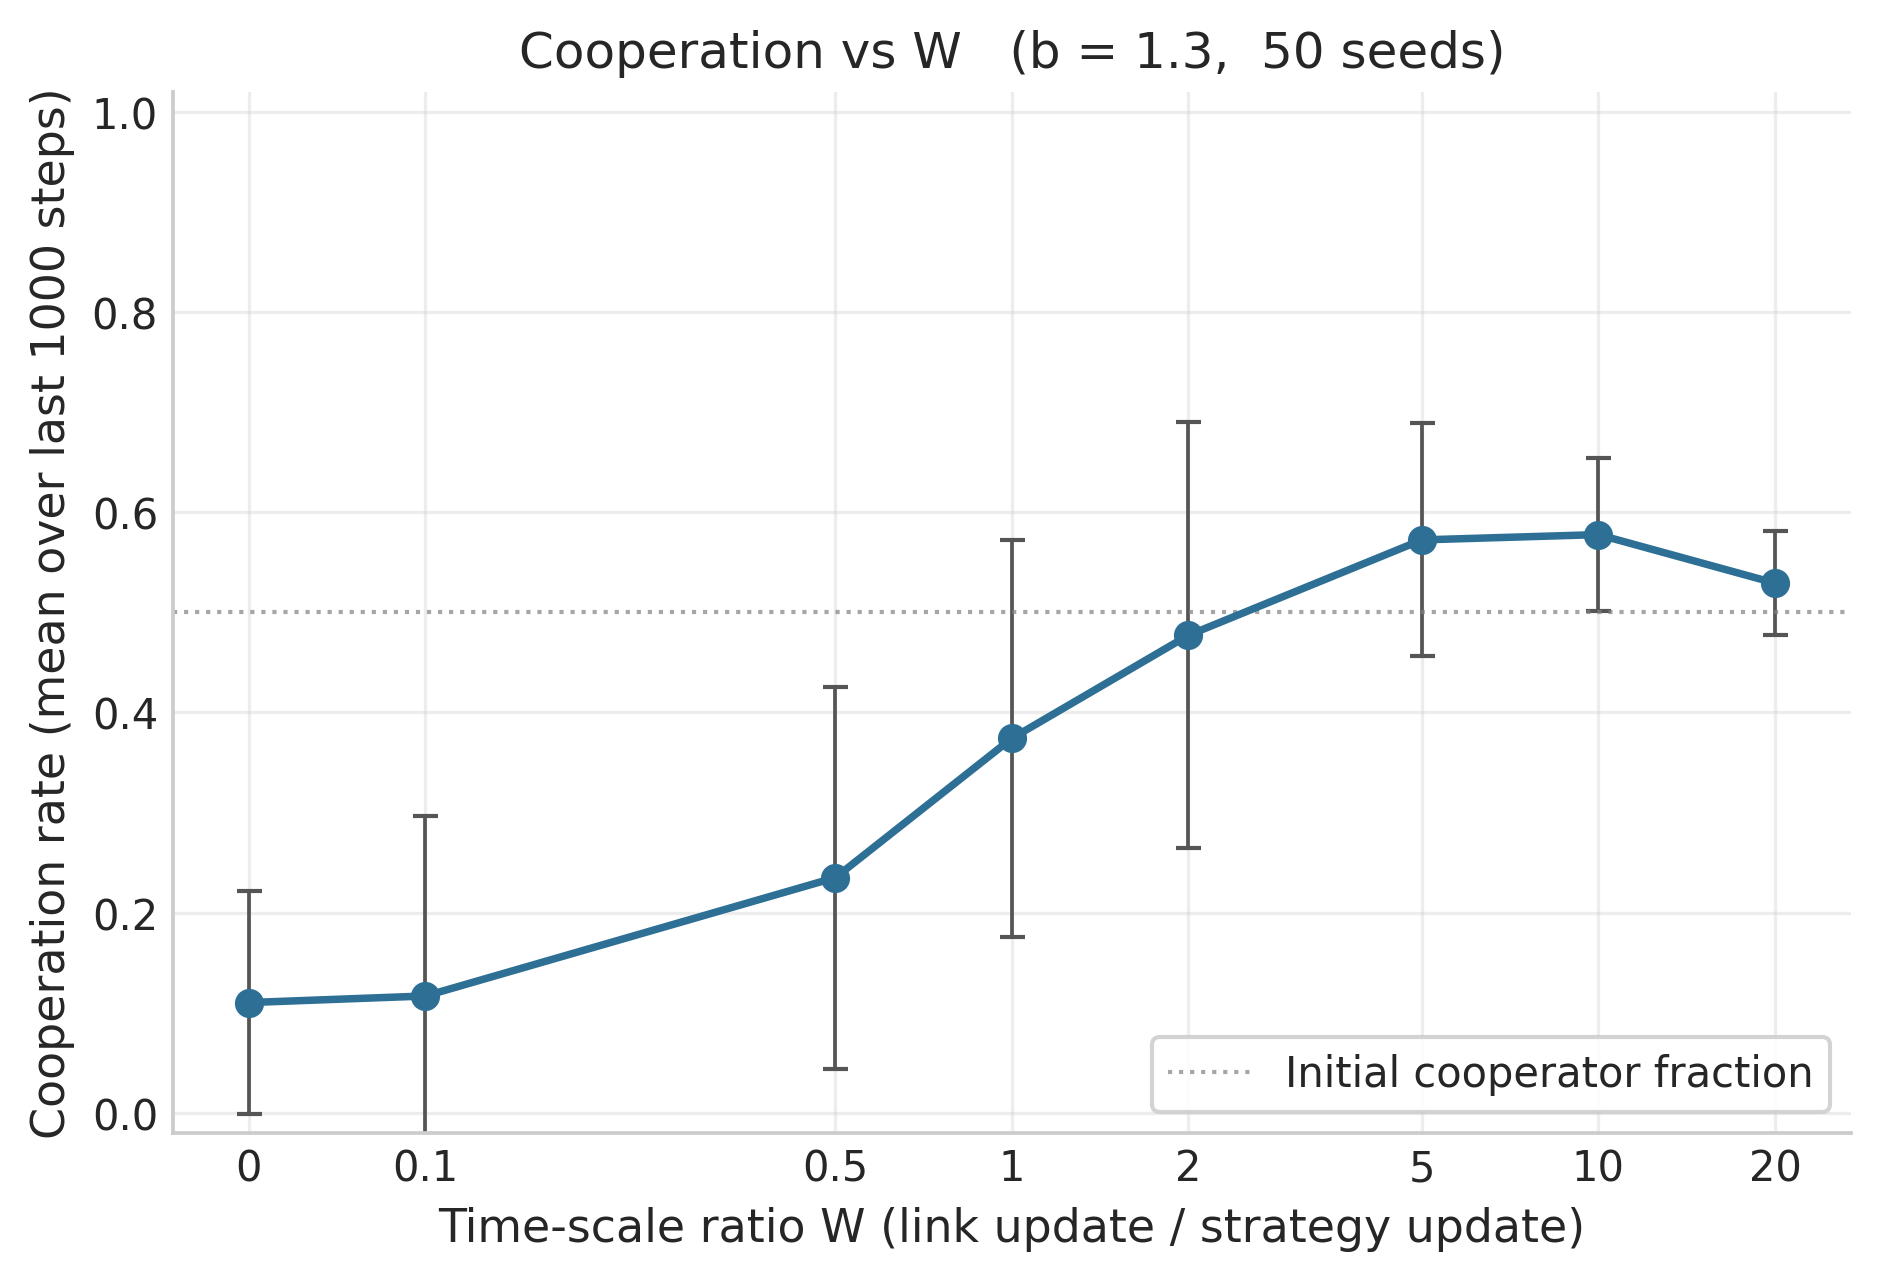 Cooperation vs W (b = 1.3, 50 seeds)
Cooperation rate (mean over last 1000 steps)
1.0
0.8
0.6
0.4
0.2
0.0
Initial cooperator fraction
0 0.1 0.5 1 2 5 10 20
Time-scale ratio W (link update / strategy update)